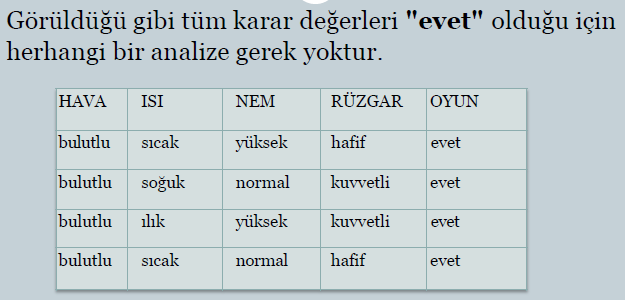 Görüldüğü gibi tüm karar değerleri "evet" olduğu için
herhangi bir analize gerek yoktur.
HAVA ISI NEM RÜZGAR OYUN
bulutlu sıcak yüksek hafif evet
bulutlu soğuk normal kuvvetli evet
bulutlu ılık yüksek kuvvetli evet
bulutlu sıcak normal hafif evet